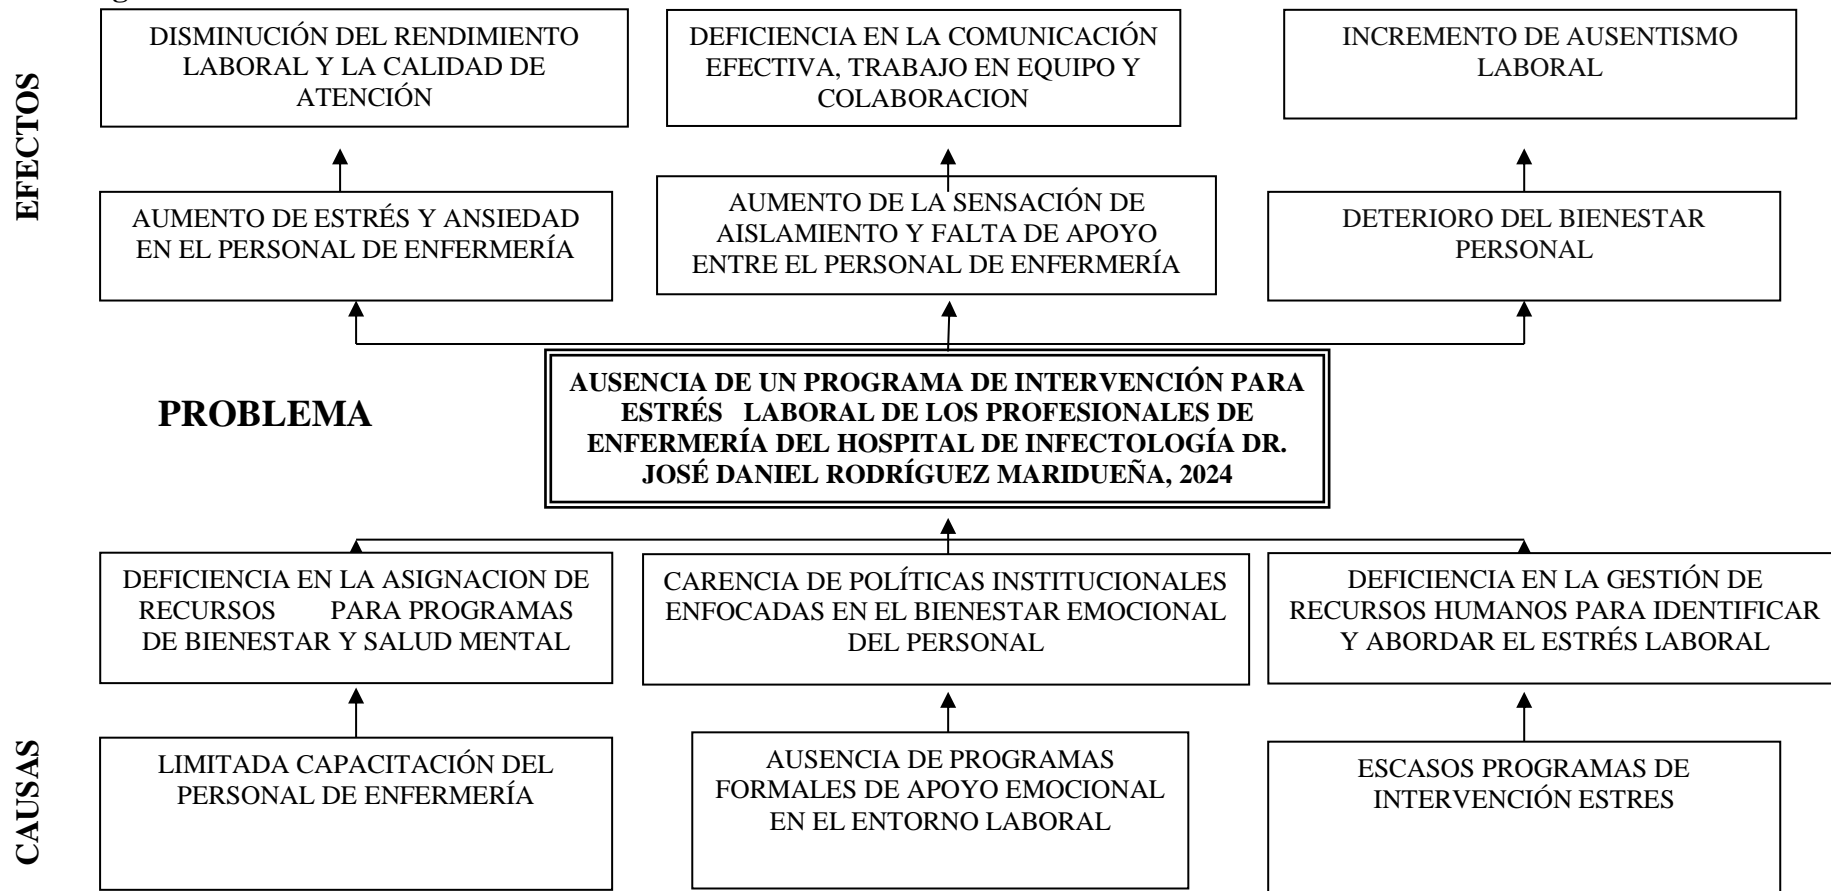 EFECTOS
DISMINUCIÓN DEL RENDIMIENTO
LABORAL Y LA CALIDAD DE
ATENCIÓN
DEFICIENCIA EN LA COMUNICACIÓN
EFECTIVA, TRABAJO EN EQUIPO Y
COLABORACION
INCREMENTO DE AUSENTISMO
LABORAL
AUMENTO DE ESTRÉS Y ANSIEDAD
EN EL PERSONAL DE ENFERMERÍA
AUMENTO DE LA SENSACIÓN DE
AISLAMIENTO Y FALTA DE APOYO
ENTRE EL PERSONAL DE ENFERMERÍA
DETERIORO DEL BIENESTAR
PERSONAL
PROBLEMA
AUSENCIA DE UN PROGRAMA DE INTERVENCIÓN PARA
ESTRÉS LABORAL DE LOS PROFESIONALES DE
ENFERMERÍA DEL HOSPITAL DE INFECTOLOGÍA DR.
JOSÉ DANIEL RODRÍGUEZ MARIDUEÑA, 2024
CAUSAS
DEFICIENCIA EN LA ASIGNACION DE
RECURSOS PARA PROGRAMAS
DE BIENESTAR Y SALUD MENTAL
CARENCIA DE POLÍTICAS INSTITUCIONALES
ENFOCADAS EN EL BIENESTAR EMOCIONAL
DEL PERSONAL
DEFICIENCIA EN LA GESTIÓN DE
RECURSOS HUMANOS PARA IDENTIFICAR
Y ABORDAR EL ESTRÉS LABORAL
LIMITADA CAPACITACIÓN DEL
PERSONAL DE ENFERMERÍA
AUSENCIA DE PROGRAMAS
FORMALES DE APOYO EMOCIONAL
EN EL ENTORNO LABORAL
ESCASOS PROGRAMAS DE
INTERVENCIÓN ESTRES